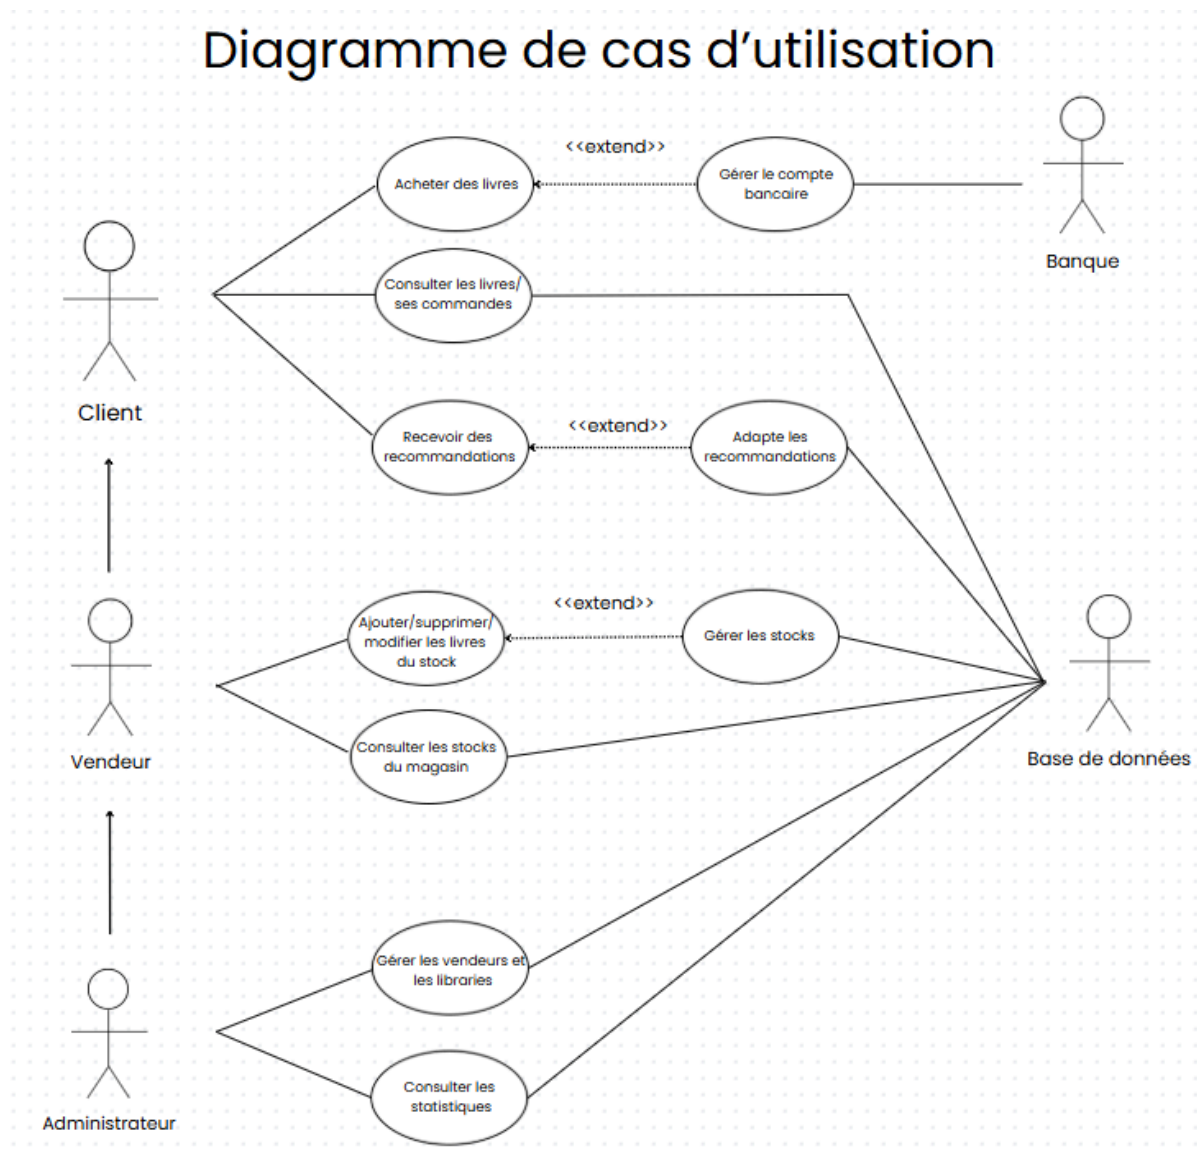 Diagramme de cas d'utilisation
<<extend>>
Acheter des livres
Gérer le compte
bancaire
Banque
Consulter les livres/
ses commandes
Client
<<extend>>
Recevoir des
recommandations
Adapte les
recommandations
<<extend>>
Ajouter/supprimer/
modifier les livres
du stock
Gérer les stocks
Vendeur
Consulter les stocks
du magasin
Base de données
Gérer les vendeurs et
les libraries
Consulter les
statistiques
Administrateur